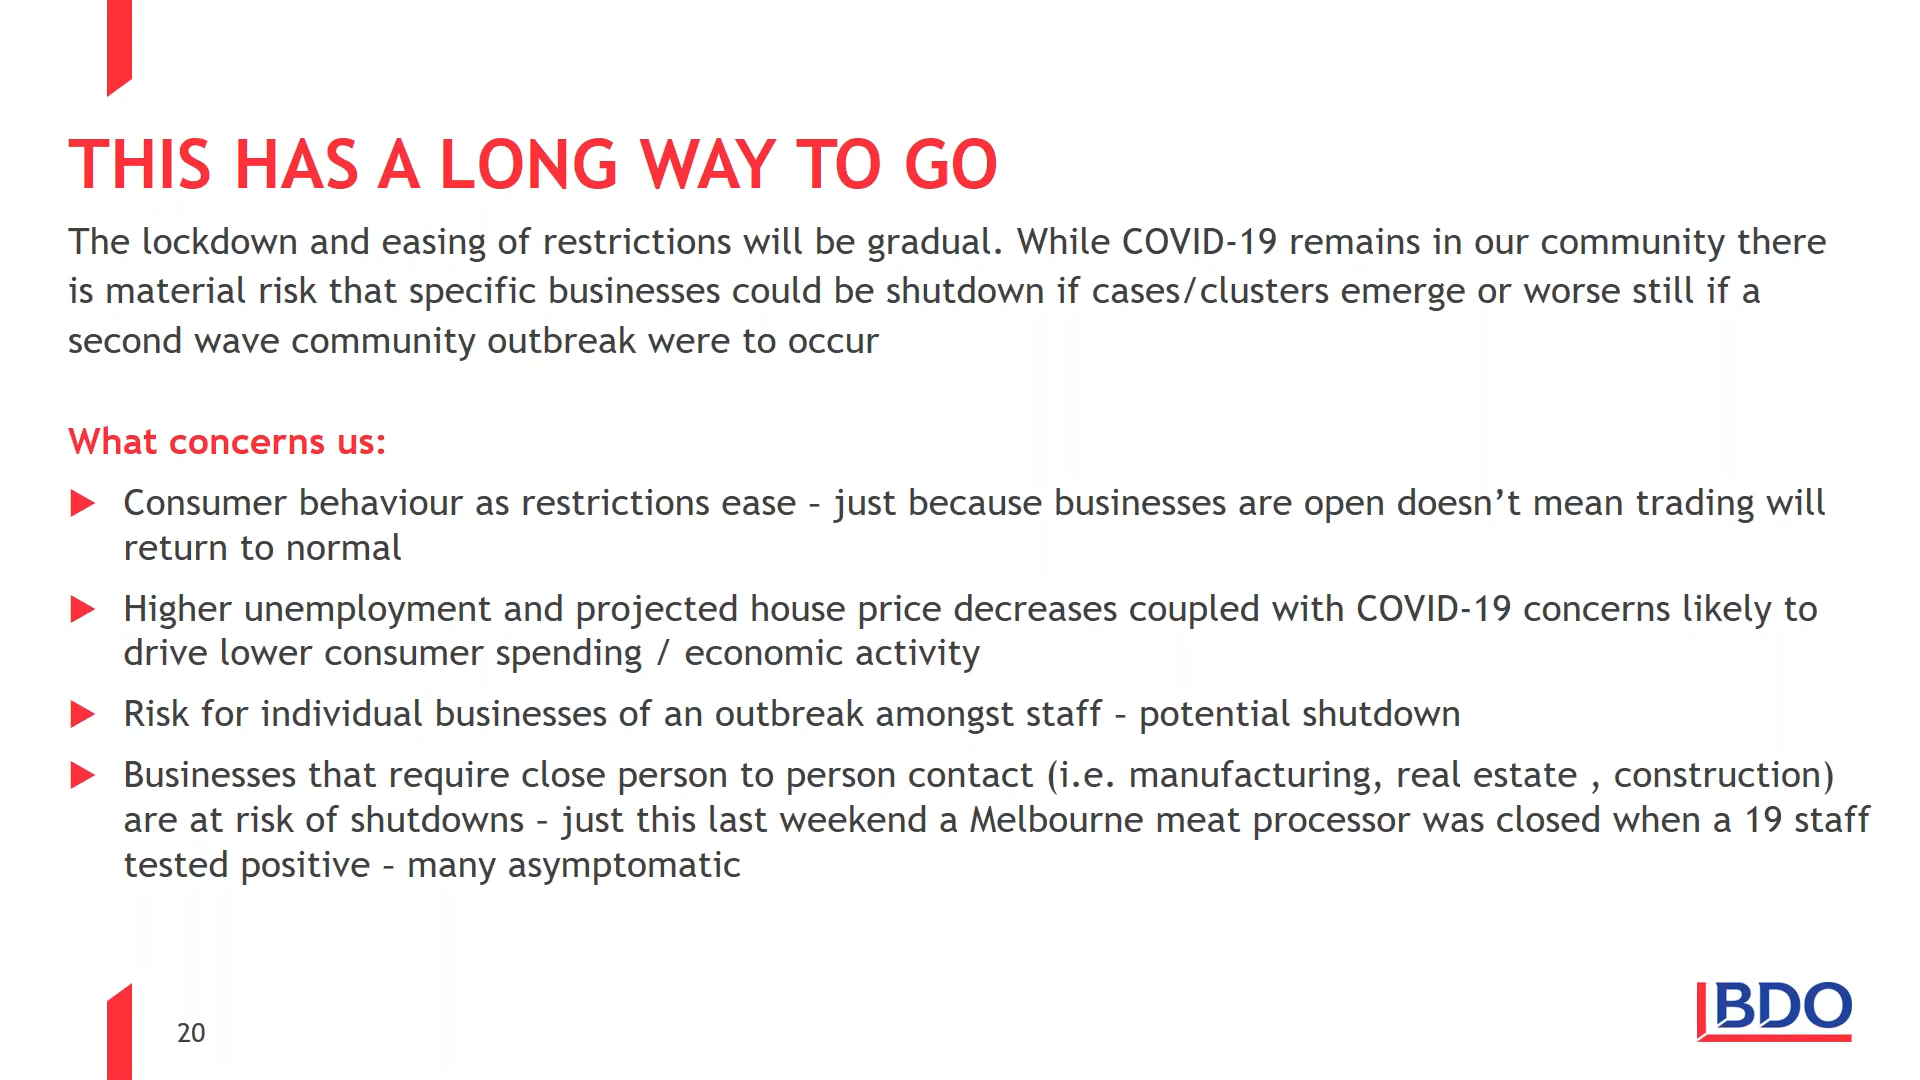 THIS HAS A LONG WAY TO GO
The lockdown and easing of restrictions will be gradual. While COVID-19 remains in our community there
is material risk that specific businesses could be shutdown if cases/clusters emerge or worse still if a
second wave community outbreak were to occur
What concerns us:
Consumer behaviour as restrictions ease – just because businesses are open doesn’t mean trading will
return to normal
Higher unemployment and projected house price decreases coupled with COVID-19 concerns likely to
drive lower consumer spending / economic activity
Risk for individual businesses of an outbreak amongst staff – potential shutdown
Businesses that require close person to person contact (i.e. manufacturing, real estate , construction)
are at risk of shutdowns – just this last weekend a Melbourne meat processor was closed when a 19 staff
tested positive – many asymptomatic
20
BDO